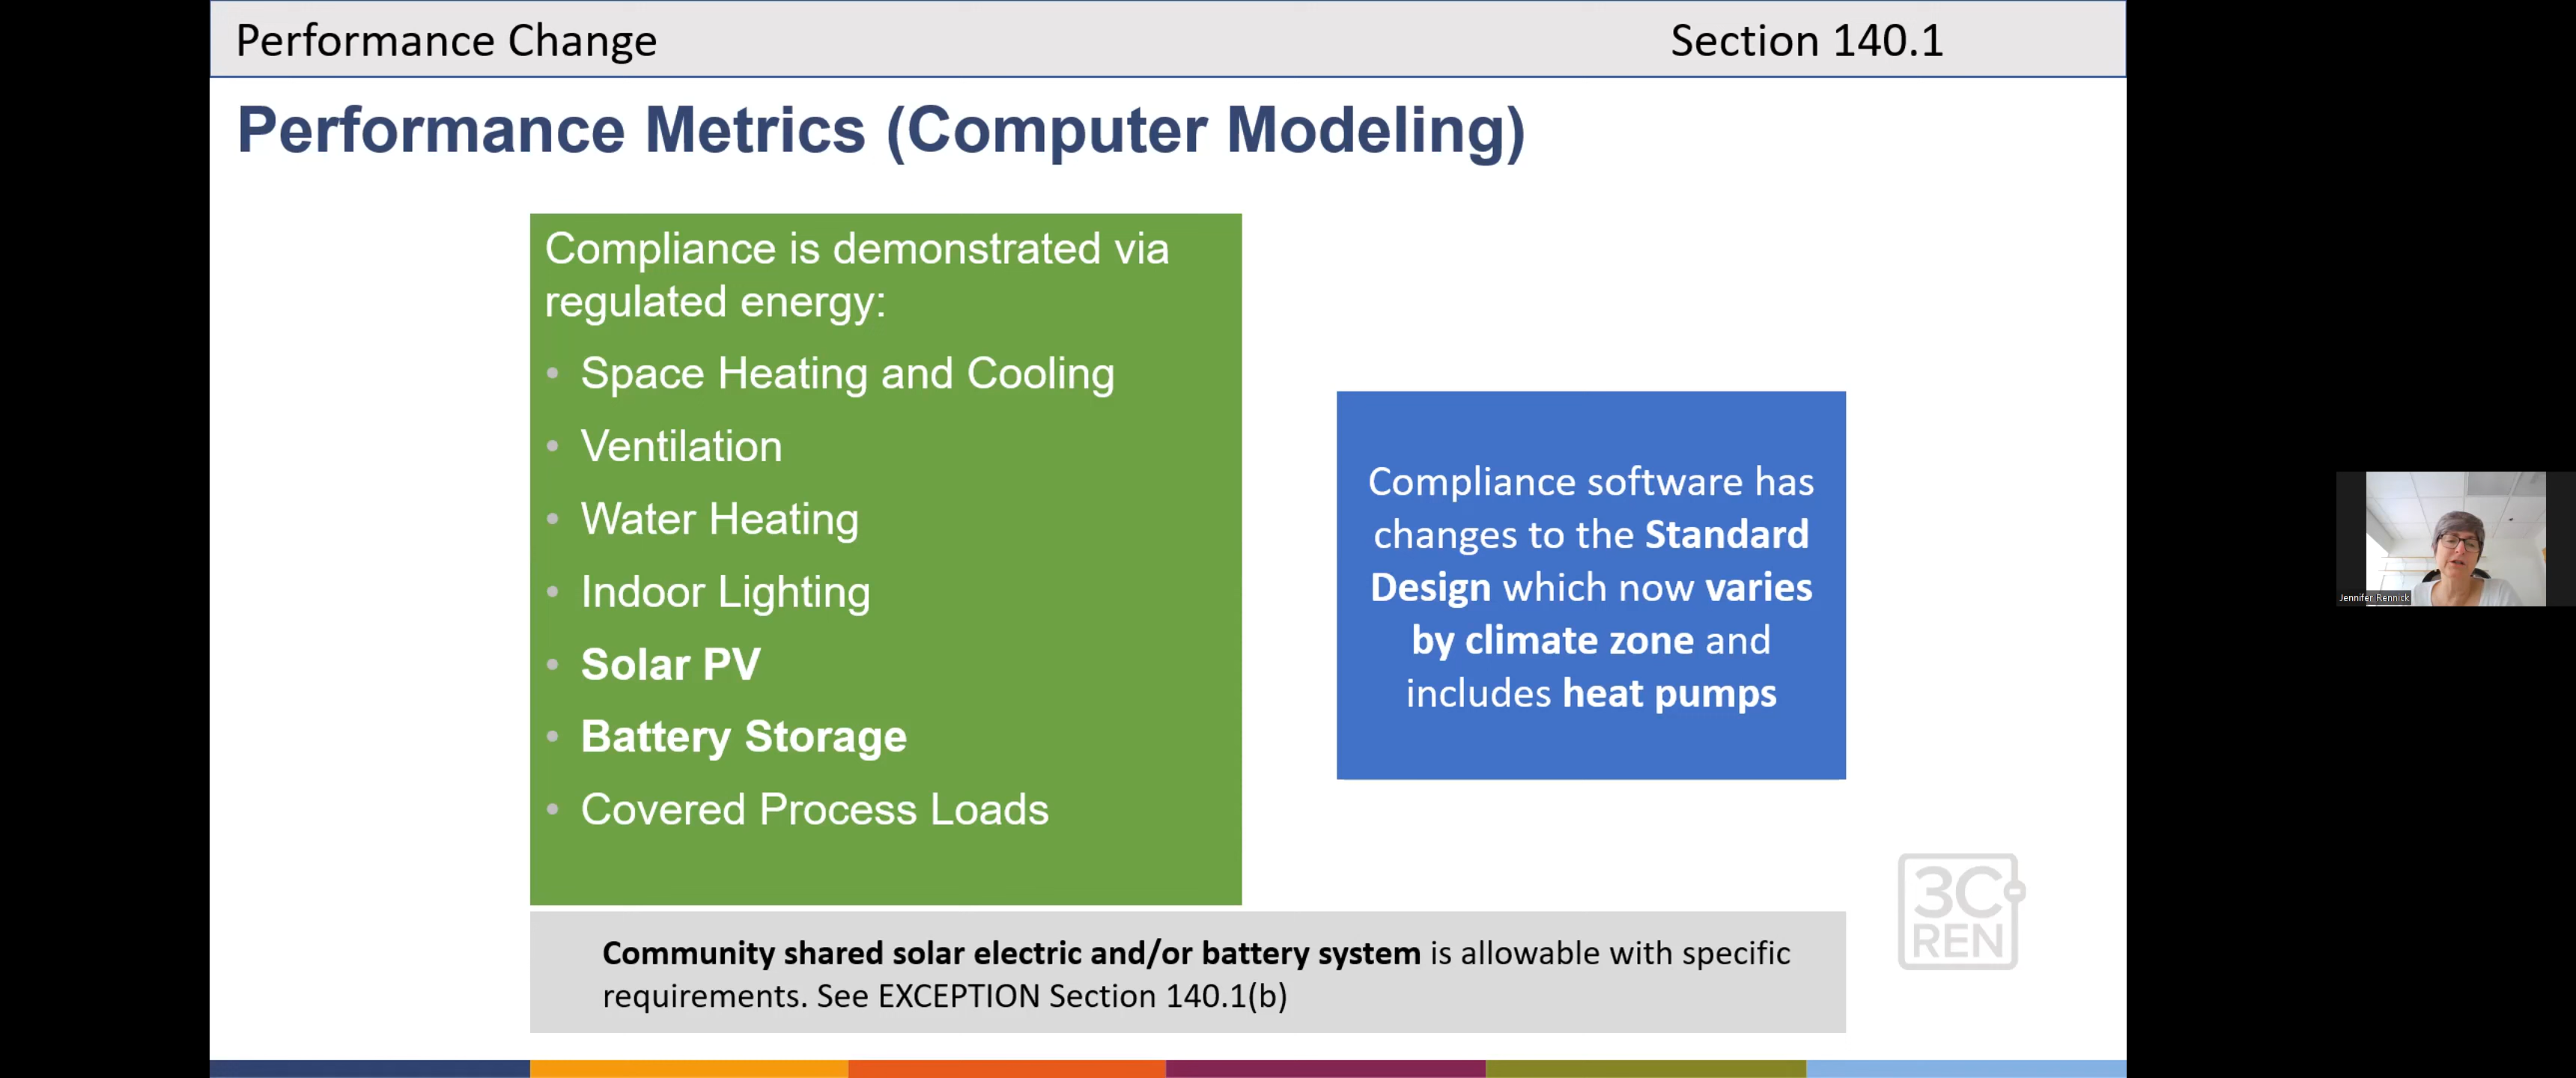 Performance Change
Section 140.1
Performance Metrics (Computer Modeling)
Compliance is demonstrated via
regulated energy:
• Space Heating and Cooling
• Ventilation
• Water Heating
• Indoor Lighting
• Solar PV
• Battery Storage
• Covered Process Loads
Compliance software has
changes to the Standard
Design which now varies
by climate zone and
includes heat pumps
Community shared solar electric and/or battery system is allowable with specific
requirements. See EXCEPTION Section 140.1(b)
3C-
REN
Jennifer Rennick